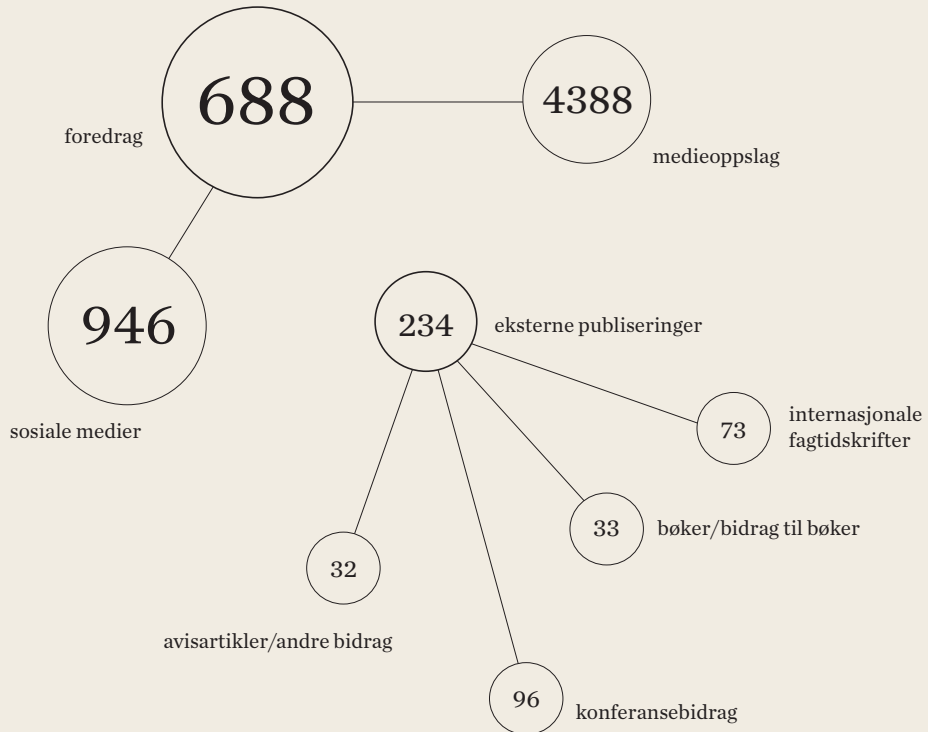 688
foredrag
4388
medieoppslag
946
sosiale medier
234
eksterne publiseringer
73
internasjonale
fagtidskrifter
33
bøker/bidrag til bøker
32
avisartikler/andre bidrag
96
konferansebidrag